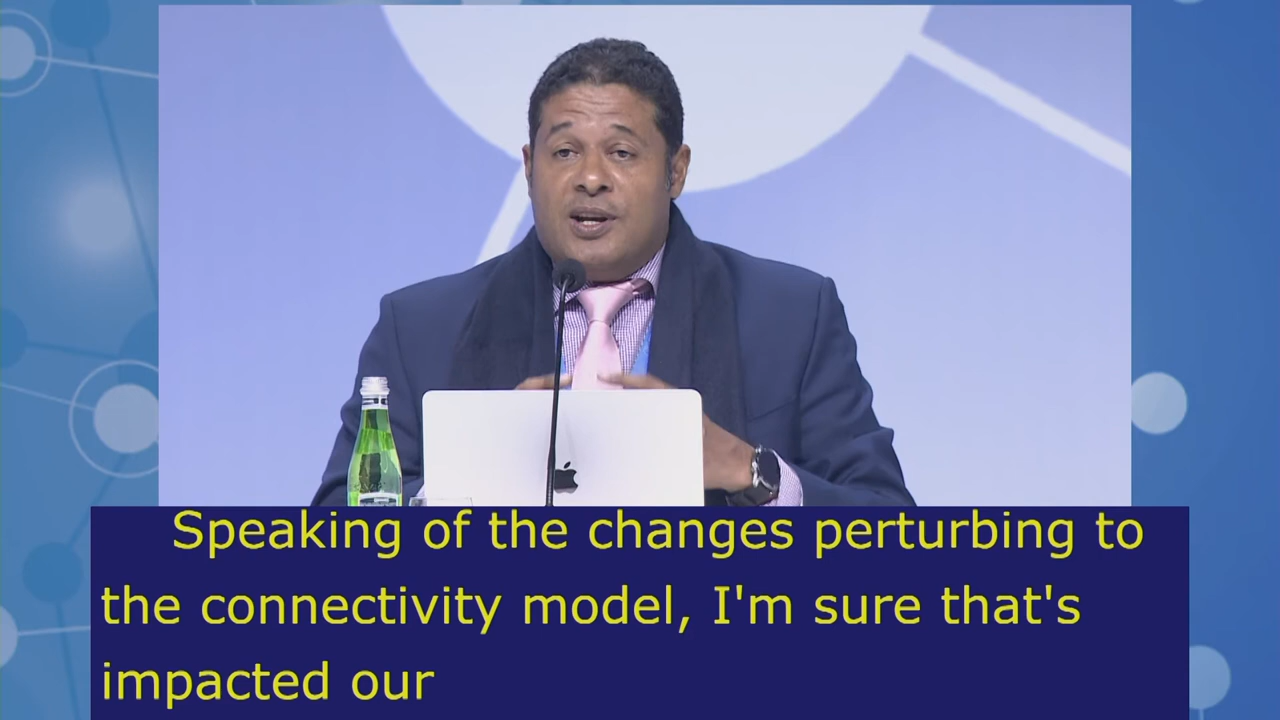 Speaking of the changes perturbing to
the connectivity model, I'm sure that's
impacted our